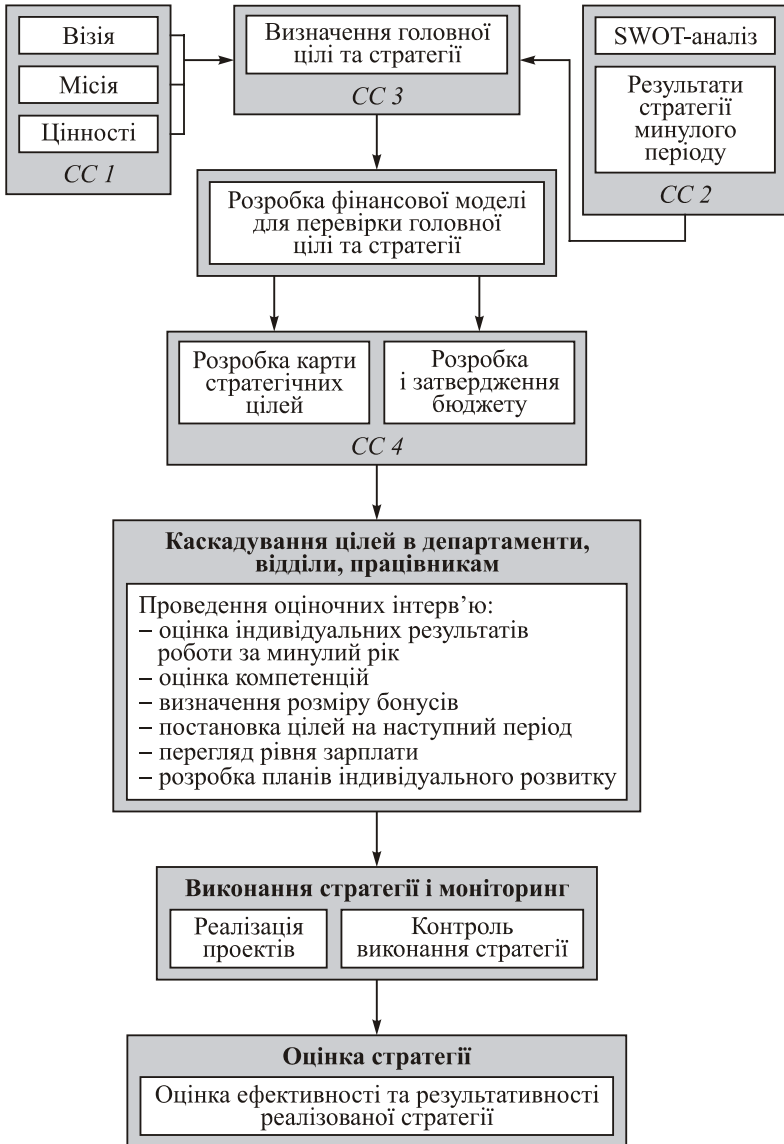 Візія
Місія
Цінності
СС 1
Визначення головної
цілі та стратегії
СС 3
SWOT-аналіз
Результати
стратегії
минулого
періоду
СС 2
Розробка фінансової моделі
для перевірки головної
цілі та стратегії
Розробка карти
стратегічних
цілей
Розробка
і затвердження
бюджету
СС 4
Каскадування цілей в департаменти,
відділи, працівникам
Проведення оціночних інтерв’ю:
– оцінка індивідуальних результатів
роботи за минулий рік
– оцінка компетенцій
– визначення розміру бонусів
– постановка цілей на наступний період
– перегляд рівня зарплати
– розробка планів індивідуального розвитку
Виконання стратегії і моніторинг
Реалізація
проектів
Контроль
виконання стратегії
Оцінка стратегії
Оцінка ефективності та результативності
реалізованої стратегії